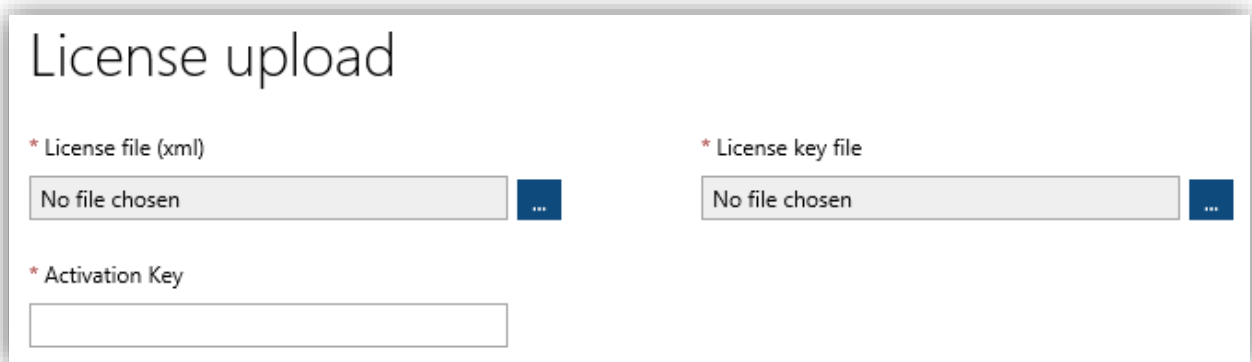 License upload
* License file (xml)
* License key file
No file chosen
...
No file chosen
...
* Activation Key